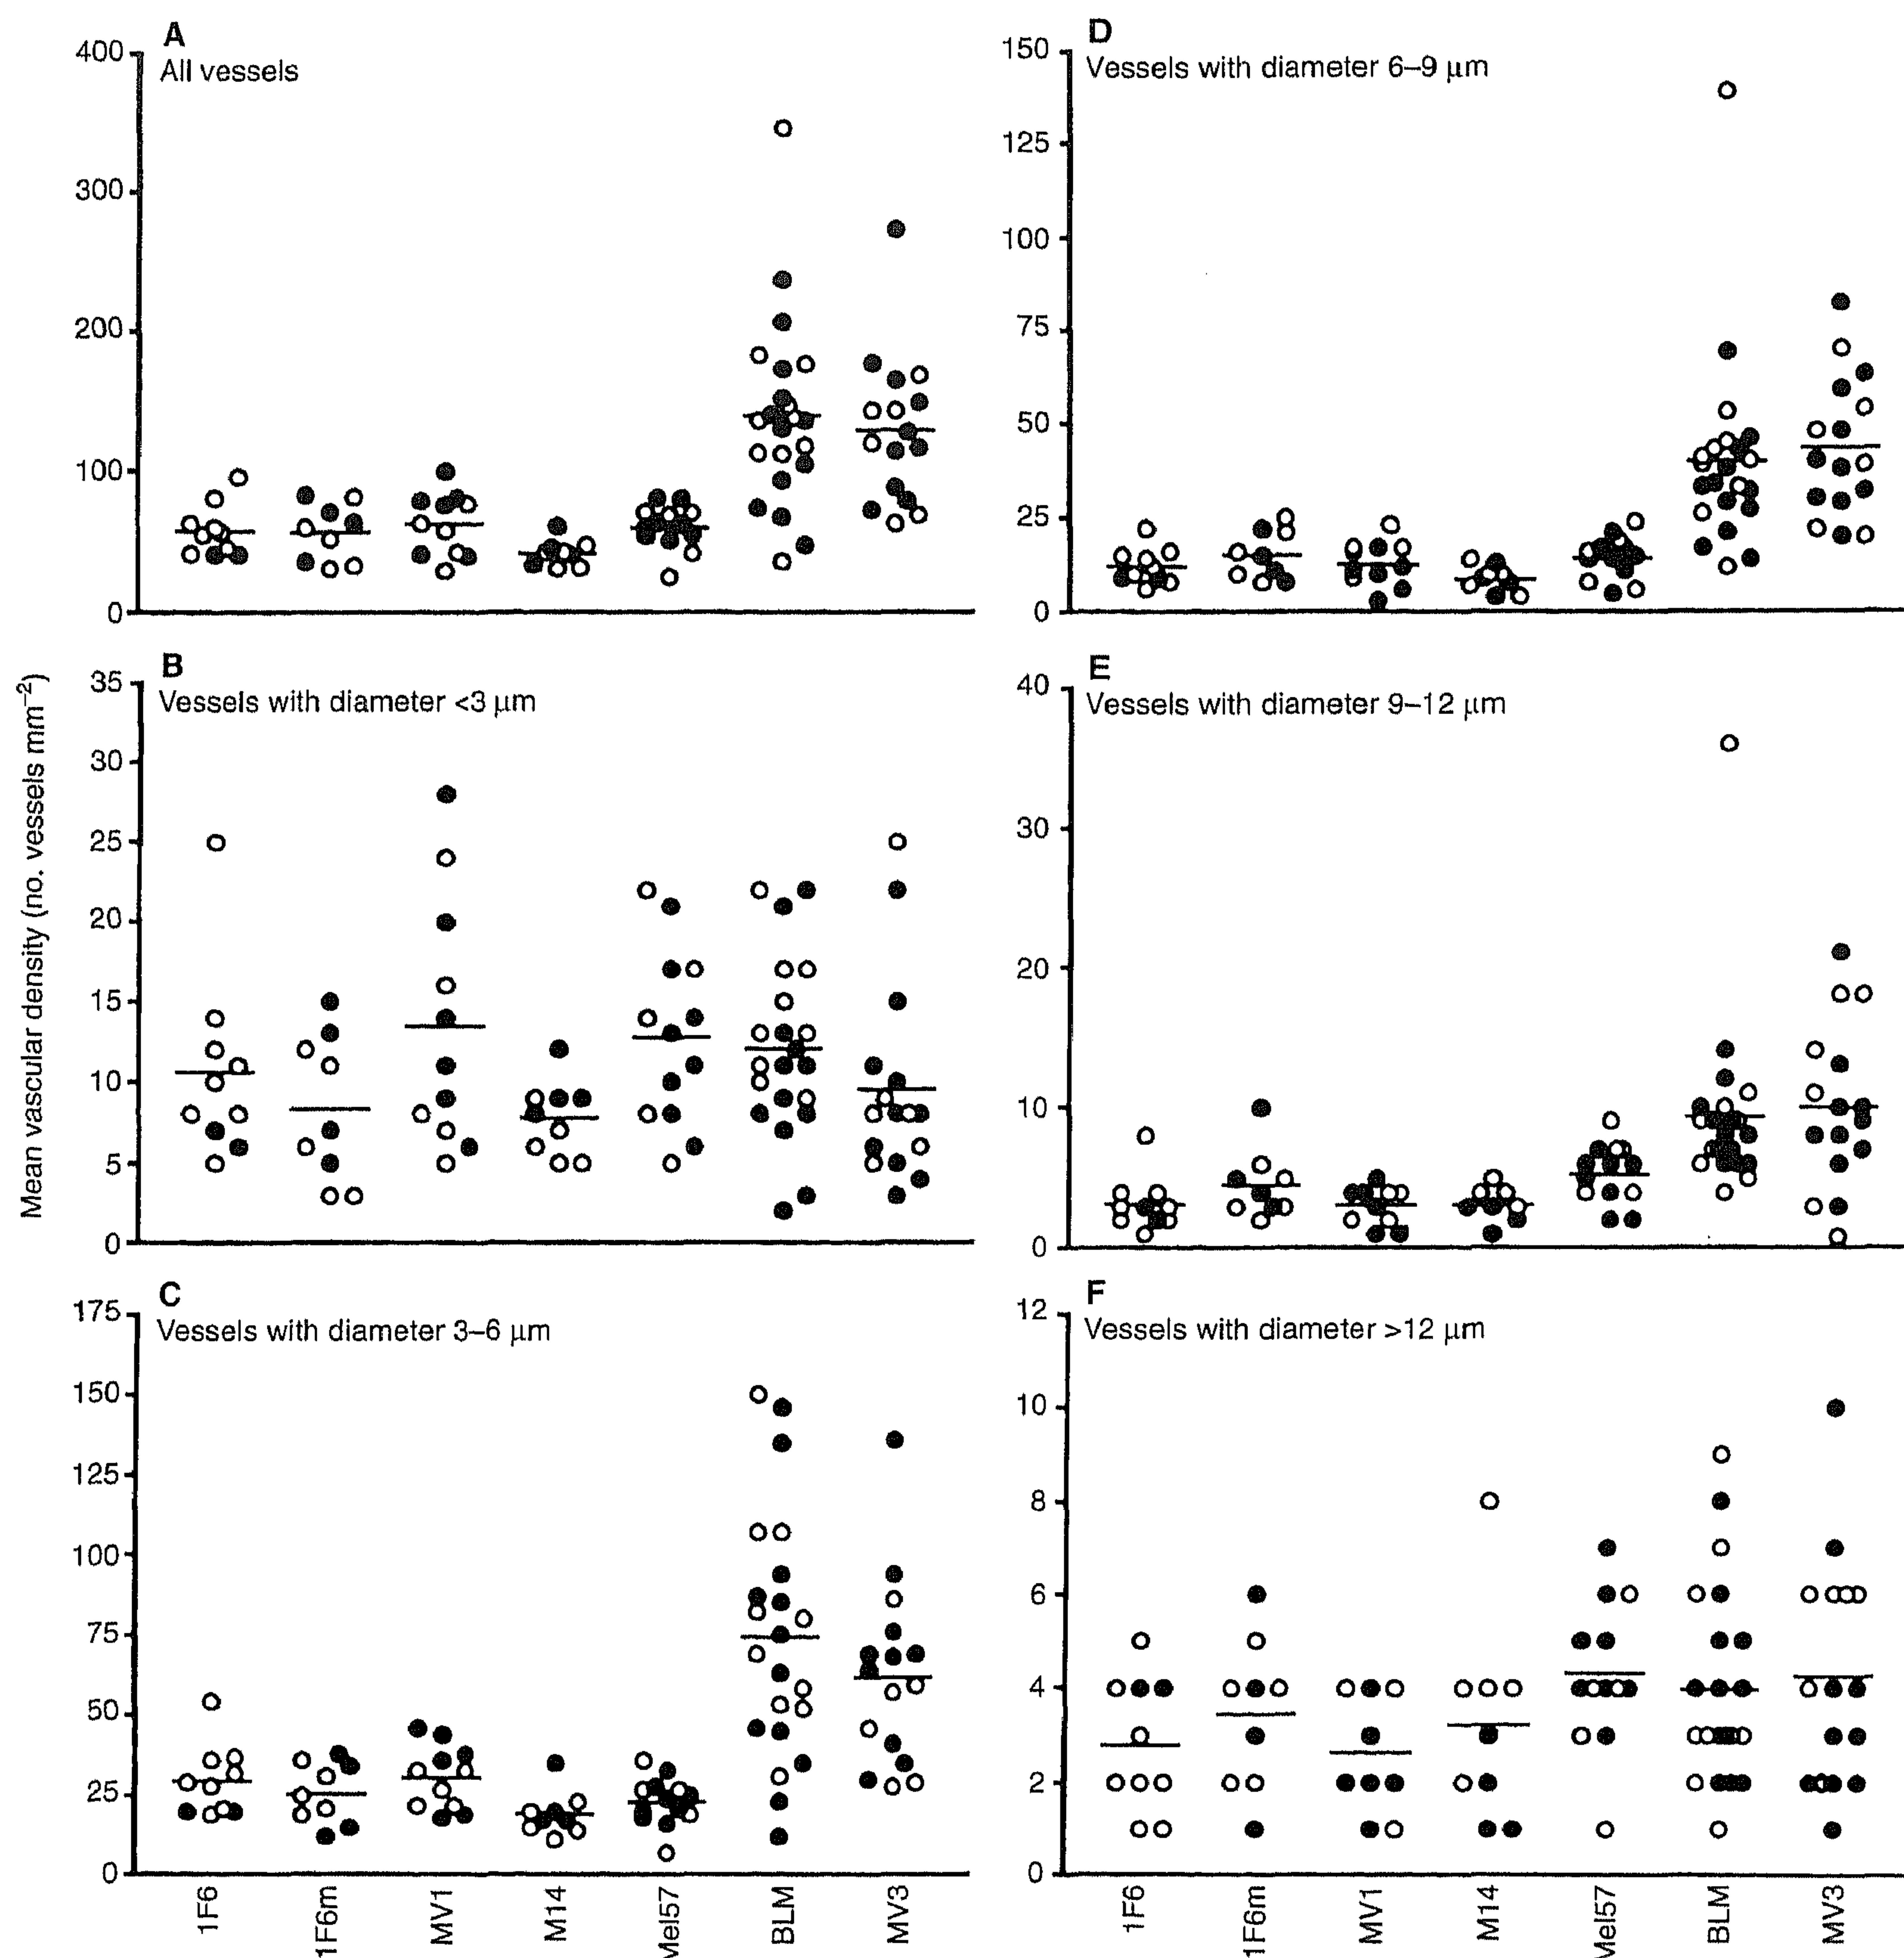 A
All vessels
400
300
200
100
0
B
Vessels with diameter <3 μm
35
30
25
20
15
10
5
0
Mean vascular density (no. vessels mm⁻²)
C
Vessels with diameter 3–6 μm
175
150
125
100
75
50
25
0
1F6
1F6m
MV1
M14
Mel57
BLM
MV3
D
Vessels with diameter 6–9 μm
150
125
100
75
50
25
0
E
Vessels with diameter 9–12 μm
40
30
20
10
0
F
Vessels with diameter >12 μm
12
10
8
6
4
2
0
1F6
1F6m
MV1
M14
Mel57
BLM
MV3